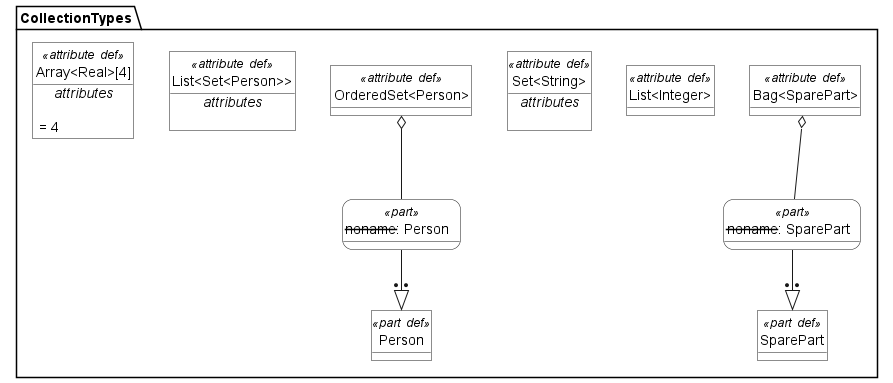 CollectionTypes
«attribute def»
Array<Real>[4]
attributes
= 4
«attribute def»
List<Set<Person>>
attributes
«attribute def»
OrderedSet<Person>
«attribute def»
Set<String>
attributes
«attribute def»
List<Integer>
«attribute def»
Bag<SparePart>
«part»
noname: Person
«part»
noname: SparePart
«part def»
Person
«part def»
SparePart